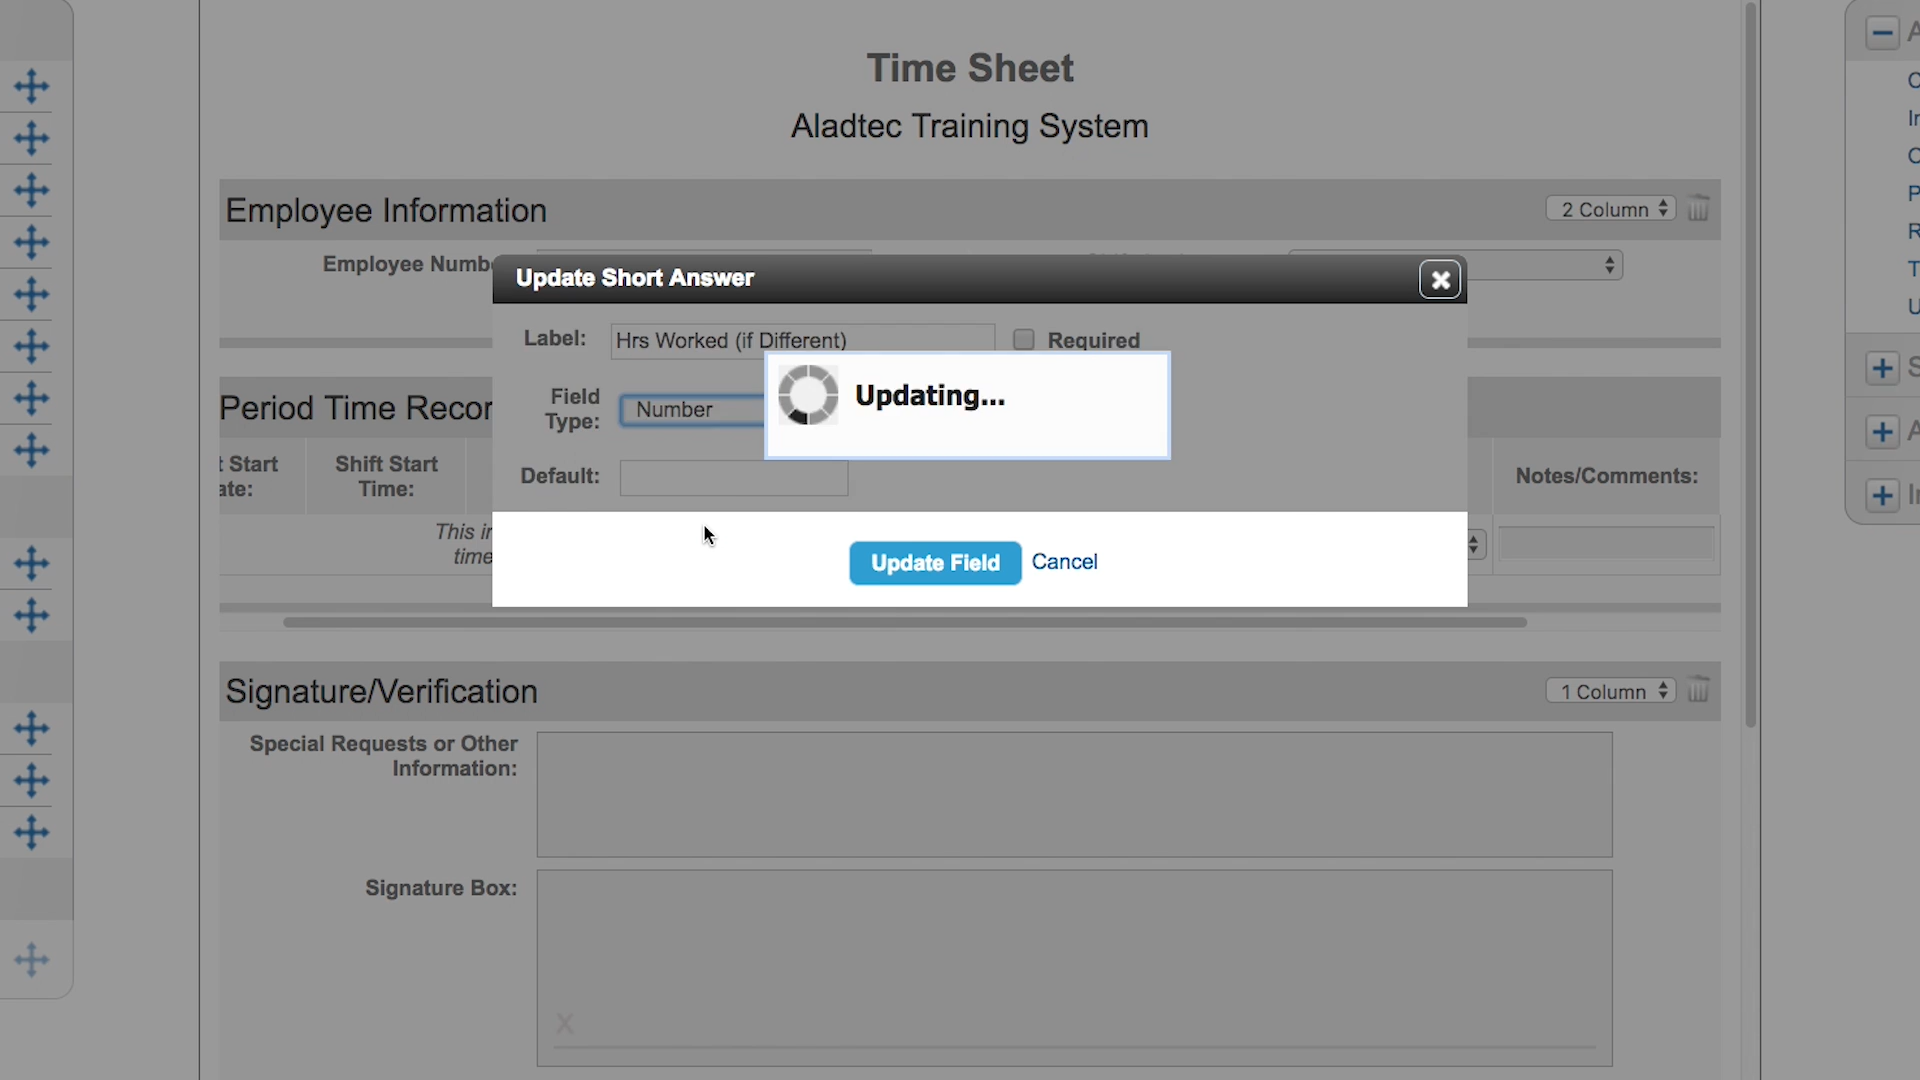 Time Sheet
Aladtec Training System
Employee Information
2 Column
Employee Numb
Update Short Answer
Label:
Hrs Worked (if Different)
Required
Field
Type:
Number
Updating...
Default:
Period Time Recor
t Start
ate:
Shift Start
Time:
Notes/Comments:
This i
time
Update Field
Cancel
Signature/Verification
1 Column
Special Requests or Other
Information:
Signature Box:
X